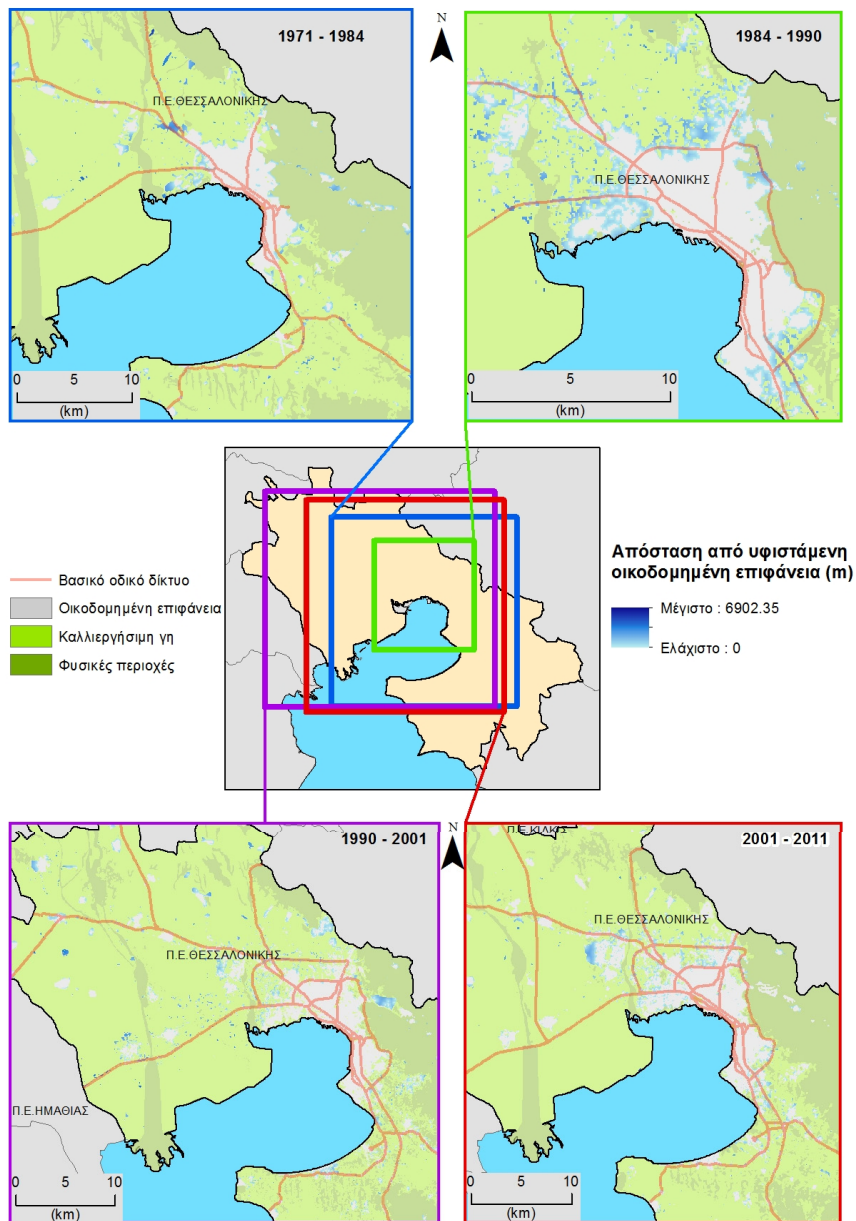 1971 - 1984
Π.Ε.ΘΕΣΣΑΛΟΝΙΚΗΣ
0 5 10
(km)
N
1984 - 1990
Π.Ε.ΘΕΣΣΑΛΟΝΙΚΗΣ
0 5 10
(km)
Βασικό οδικό δίκτυο
Οικοδομημένη επιφάνεια
Καλλιεργήσιμη γη
Φυσικές περιοχές
Απόσταση από υφιστάμενη
οικοδομημένη επιφάνεια (m)
Μέγιστο : 6902.35
Ελάχιστο : 0
1990 - 2001
Π.Ε.ΘΕΣΣΑΛΟΝΙΚΗΣ
Π.Ε.ΗΜΑΘΙΑΣ
0 5 10
(km)
N
Π.Ε.ΚΙΛΚΙΣ
2001 - 2011
Π.Ε.ΘΕΣΣΑΛΟΝΙΚΗΣ
0 5 10
(km)